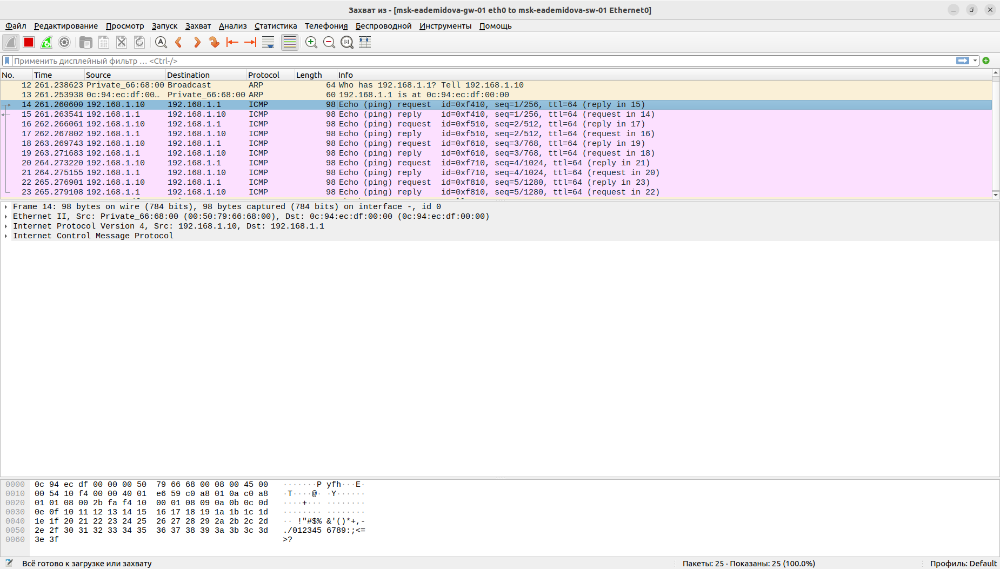 Захват из - [msk-eademidova-gw-01 eth0 to msk-eademidova-sw-01 Ethernet0]
Файл Редактирование Просмотр Запуск Захват Анализ Статистика Телефония Беспроводной Инструменты Помощь
Применить дисплейный фильтр … <Ctrl-/>
No. Time Source Destination Protocol Length Info
12 261.238623 Private_66:68:00 Broadcast ARP 64 Who has 192.168.1.1? Tell 192.168.1.10
13 261.253938 0c:94:ec:df:00… Private_66:68:00 ARP 60 192.168.1.1 is at 0c:94:ec:df:00:00
14 261.260600 192.168.1.10 192.168.1.1 ICMP 98 Echo (ping) request id=0xf410, seq=1/256, ttl=64 (reply in 15)
15 261.263541 192.168.1.1 192.168.1.10 ICMP 98 Echo (ping) reply id=0xf410, seq=1/256, ttl=64 (request in 14)
16 262.266061 192.168.1.10 192.168.1.1 ICMP 98 Echo (ping) request id=0xf510, seq=2/512, ttl=64 (reply in 17)
17 262.267802 192.168.1.1 192.168.1.10 ICMP 98 Echo (ping) reply id=0xf510, seq=2/512, ttl=64 (request in 16)
18 263.269743 192.168.1.10 192.168.1.1 ICMP 98 Echo (ping) request id=0xf610, seq=3/768, ttl=64 (reply in 19)
19 263.271683 192.168.1.1 192.168.1.10 ICMP 98 Echo (ping) reply id=0xf610, seq=3/768, ttl=64 (request in 18)
20 264.273220 192.168.1.10 192.168.1.1 ICMP 98 Echo (ping) request id=0xf710, seq=4/1024, ttl=64 (reply in 21)
21 264.275155 192.168.1.1 192.168.1.10 ICMP 98 Echo (ping) reply id=0xf710, seq=4/1024, ttl=64 (request in 20)
22 265.276901 192.168.1.10 192.168.1.1 ICMP 98 Echo (ping) request id=0xf810, seq=5/1280, ttl=64 (reply in 23)
23 265.279108 192.168.1.1 192.168.1.10 ICMP 98 Echo (ping) reply id=0xf810, seq=5/1280, ttl=64 (request in 22)
Frame 14: 98 bytes on wire (784 bits), 98 bytes captured (784 bits) on interface -, id 0
Ethernet II, Src: Private_66:68:00 (00:50:79:66:68:00), Dst: 0c:94:ec:df:00:00 (0c:94:ec:df:00:00)
Internet Protocol Version 4, Src: 192.168.1.10, Dst: 192.168.1.1
Internet Control Message Protocol
0000 0c 94 ec df 00 00 00 50 79 66 68 00 08 00 45 00 ·······P yfh···E·
0010 00 54 10 f4 00 00 40 01 e6 59 c0 a8 01 0a c0 a8 ·T····@· ·Y······
0020 01 01 08 00 2b fa f4 10 00 01 08 09 0a 0b 0c 0d ····+··· ········
0030 0e 0f 10 11 12 13 14 15 16 17 18 19 1a 1b 1c 1d ········ ········
0040 1e 1f 20 21 22 23 24 25 26 27 28 29 2a 2b 2c 2d ·· !"#$% &'()*+,-
0050 2e 2f 30 31 32 33 34 35 36 37 38 39 3a 3b 3c 3d ./012345 6789:;<=
0060 3e 3f >?
Всё готово к загрузке или захвату Пакеты: 25 · Показаны: 25 (100.0%) Профиль: Default